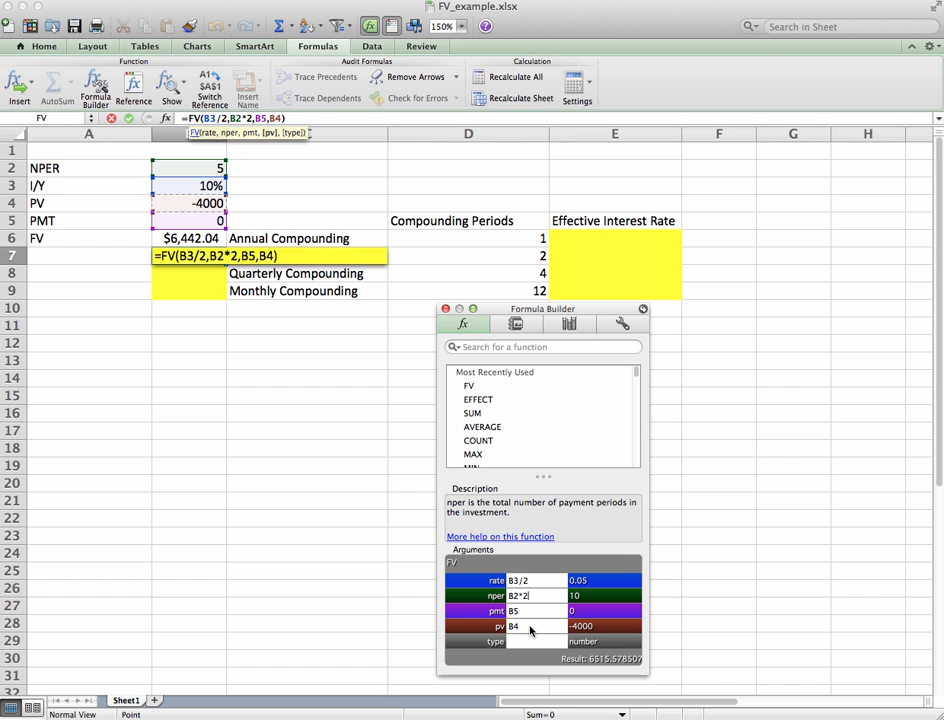 FV_example.xlsx
150%
Search in Sheet
Home Layout Tables Charts SmartArt Formulas Data Review
Function Audit Formulas Calculation
fx Σ Trace Precedents Remove Arrows Recalculate All
A1
$A$1
Trace Dependents Check for Errors Recalculate Sheet
Insert AutoSum Formula Builder Reference Show Switch Reference Insert Name Settings
FV fx =FV(B3/2,B2*2,B5,B4)
FV(rate, nper, pmt, [pv], [type])
A C D E F G H
1
2 NPER 5
3 I/Y 10%
4 PV -4000
5 PMT 0 Compounding Periods Effective Interest Rate
6 FV $6,442.04 Annual Compounding 1
7 =FV(B3/2,B2*2,B5,B4) 2
8 Quarterly Compounding 4
9 Monthly Compounding 12
10
11
12
13
14
15
16
17
18
19
20
21
22
23
24
25
26
27
28
29
30
31
32
Formula Builder
fx
Search for a function
Most Recently Used
FV
EFFECT
SUM
AVERAGE
COUNT
MAX
MIN
Description
nper is the total number of payment periods in
the investment.
More help on this function
Arguments
FV
rate B3/2 0.05
nper B2*2 10
pmt B5 0
pv B4 -4000
type number
Result: 6515.578507
Sheet1
Normal View Point Sum=0